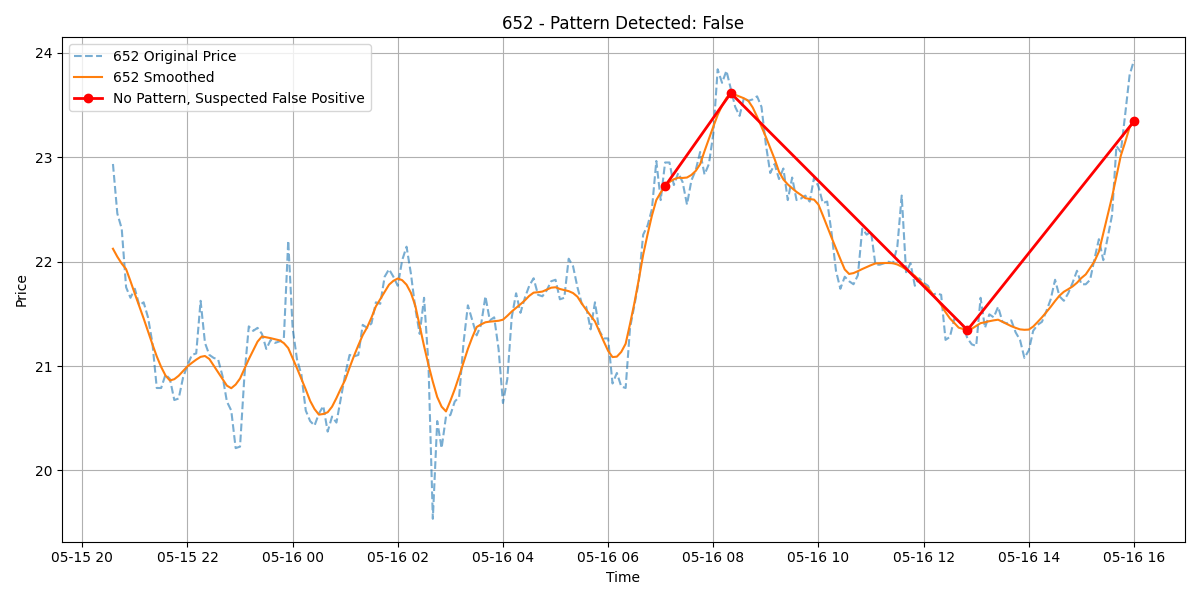 652 - Pattern Detected: False
652 Original Price
652 Smoothed
No Pattern, Suspected False Positive
Price
24
23
22
21
20
05-15 20
05-15 22
05-16 00
05-16 02
05-16 04
05-16 06
05-16 08
05-16 10
05-16 12
05-16 14
05-16 16
Time